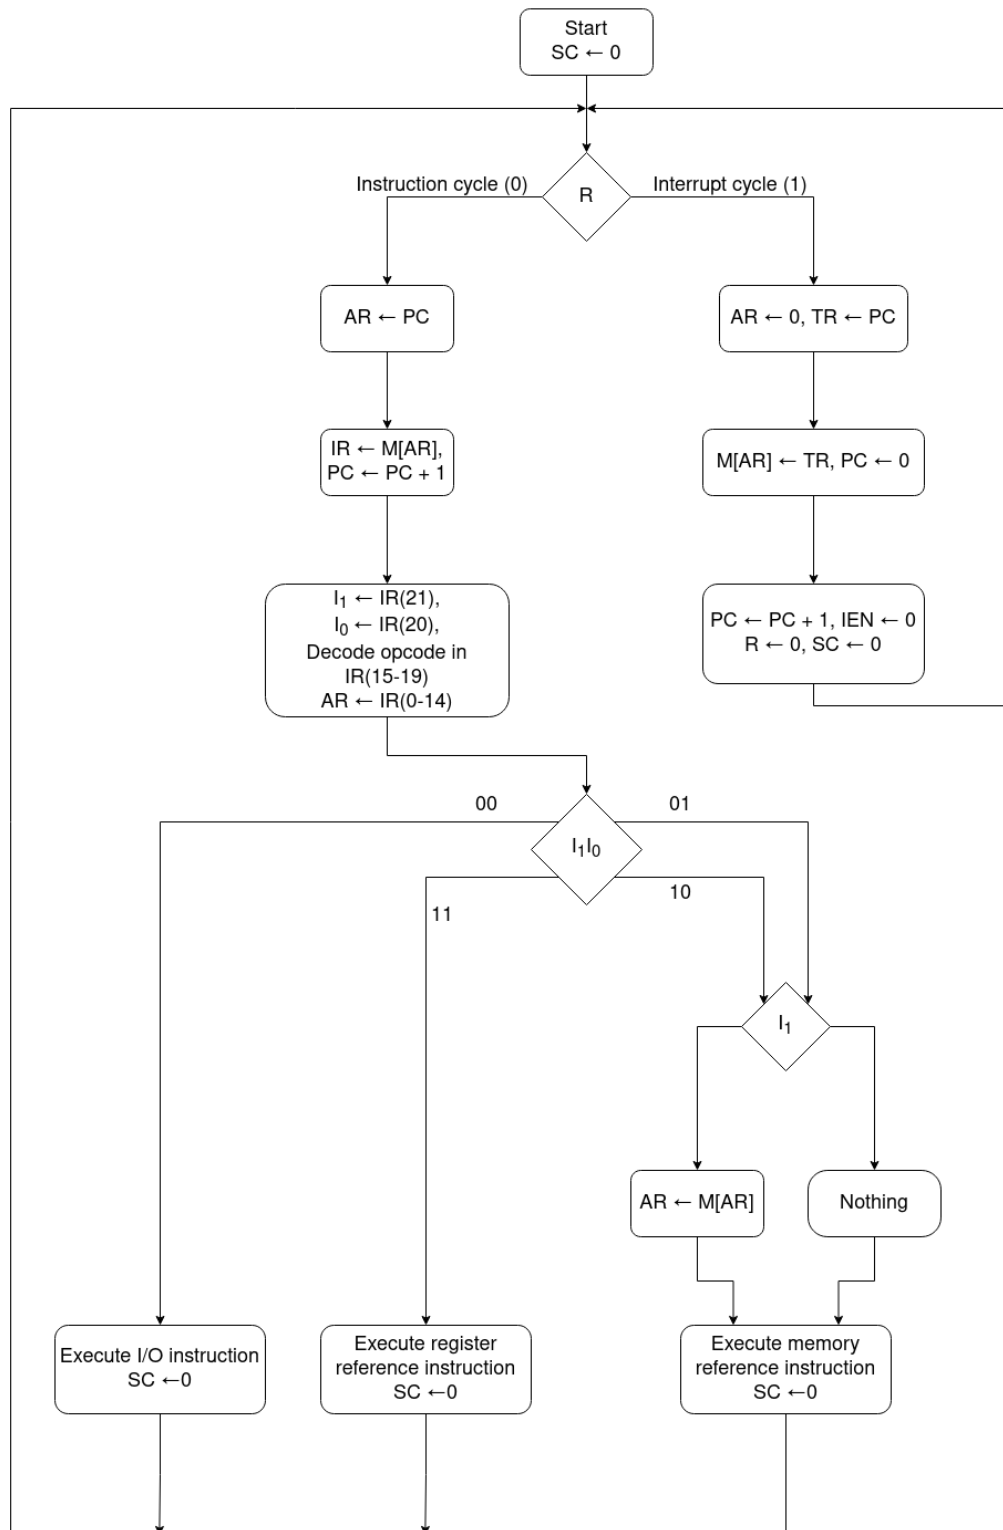 Start
SC ← 0
Instruction cycle (0)
R
Interrupt cycle (1)
AR ← PC
AR ← 0, TR ← PC
IR ← M[AR],
PC ← PC + 1
M[AR] ← TR, PC ← 0
I₁ ← IR(21),
I₀ ← IR(20),
Decode opcode in
IR(15-19)
AR ← IR(0-14)
PC ← PC + 1, IEN ← 0
R ← 0, SC ← 0
00
01
I₁I₀
11
10
I₁
AR ← M[AR]
Nothing
Execute I/O instruction
SC ←0
Execute register
reference instruction
SC ←0
Execute memory
reference instruction
SC ←0